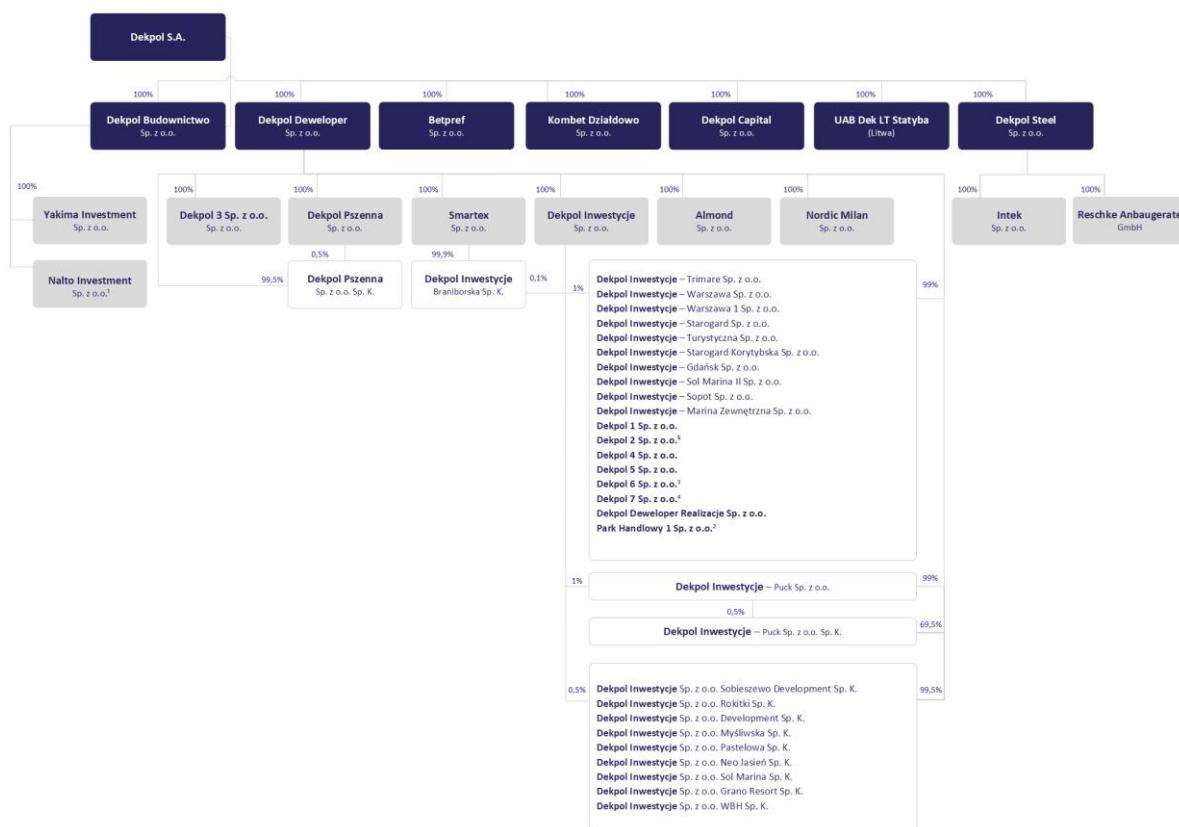 Dekpol S.A.
100%
100%
100%
100%
100%
100%
100%
Dekpol Budownictwo
Sp. z o.o.
Dekpol Deweloper
Sp. z o.o.
Betpref
Sp. z o.o.
Kombet Działdowo
Sp. z o.o.
Dekpol Capital
Sp. z o.o.
UAB Dek LT Statyba
(Litwa)
Dekpol Steel
Sp. z o.o.
100%
100%
100%
100%
100%
100%
100%
100%
100%
Yakima Investment
Sp. z o.o.
Dekpol 3 Sp. z o.o.
Sp. z o.o.
Dekpol Pszenna
Sp. z o.o.
Smartex
Sp. z o.o.
Dekpol Inwestycje
Sp. z o.o.
Almond
Sp. z o.o.
Nordic Milan
Sp. z o.o.
Intek
Sp. z o.o.
Reschke Anbaugerate
GmbH
Nalto Investment
Sp. z o.o.
0,5%
99,9%
99,5%
Dekpol Pszenna
Sp. z o.o. Sp. K.
Dekpol Inwestycje
Braniborska Sp. K.
0,1%
1%
99%
Dekpol Inwestycje – Trimare Sp. z o.o.
Dekpol Inwestycje – Warszawa Sp. z o.o.
Dekpol Inwestycje – Warszawa 1 Sp. z o.o.
Dekpol Inwestycje – Starogard Sp. z o.o.
Dekpol Inwestycje – Turystyczna Sp. z o.o.
Dekpol Inwestycje – Starogard Korytybska Sp. z o.o.
Dekpol Inwestycje – Gdańsk Sp. z o.o.
Dekpol Inwestycje – Sol Marina II Sp. z o.o.
Dekpol Inwestycje – Sopot Sp. z o.o.
Dekpol Inwestycje – Marina Zewnętrzna Sp. z o.o.
Dekpol 1 Sp. z o.o.
Dekpol 2 Sp. z o.o.⁵
Dekpol 4 Sp. z o.o.
Dekpol 5 Sp. z o.o.
Dekpol 6 Sp. z o.o.³
Dekpol 7 Sp. z o.o.⁴
Dekpol Deweloper Realizacje Sp. z o.o.
Park Handlowy 1 Sp. z o.o.²
1%
Dekpol Inwestycje – Puck Sp. z o.o.
99%
0,5%
Dekpol Inwestycje – Puck Sp. z o.o. Sp. K.
69,5%
0,5%
99,5%
Dekpol Inwestycje Sp. z o.o. Sobieszewo Development Sp. K.
Dekpol Inwestycje Sp. z o.o. Rokitki Sp. K.
Dekpol Inwestycje Sp. z o.o. Development Sp. K.
Dekpol Inwestycje Sp. z o.o. Myśliwska Sp. K.
Dekpol Inwestycje Sp. z o.o. Pastelowa Sp. K.
Dekpol Inwestycje Sp. z o.o. Neo Jasień Sp. K.
Dekpol Inwestycje Sp. z o.o. Sol Marina Sp. K.
Dekpol Inwestycje Sp. z o.o. Grano Resort Sp. K.
Dekpol Inwestycje Sp. z o.o. WBH Sp. K.